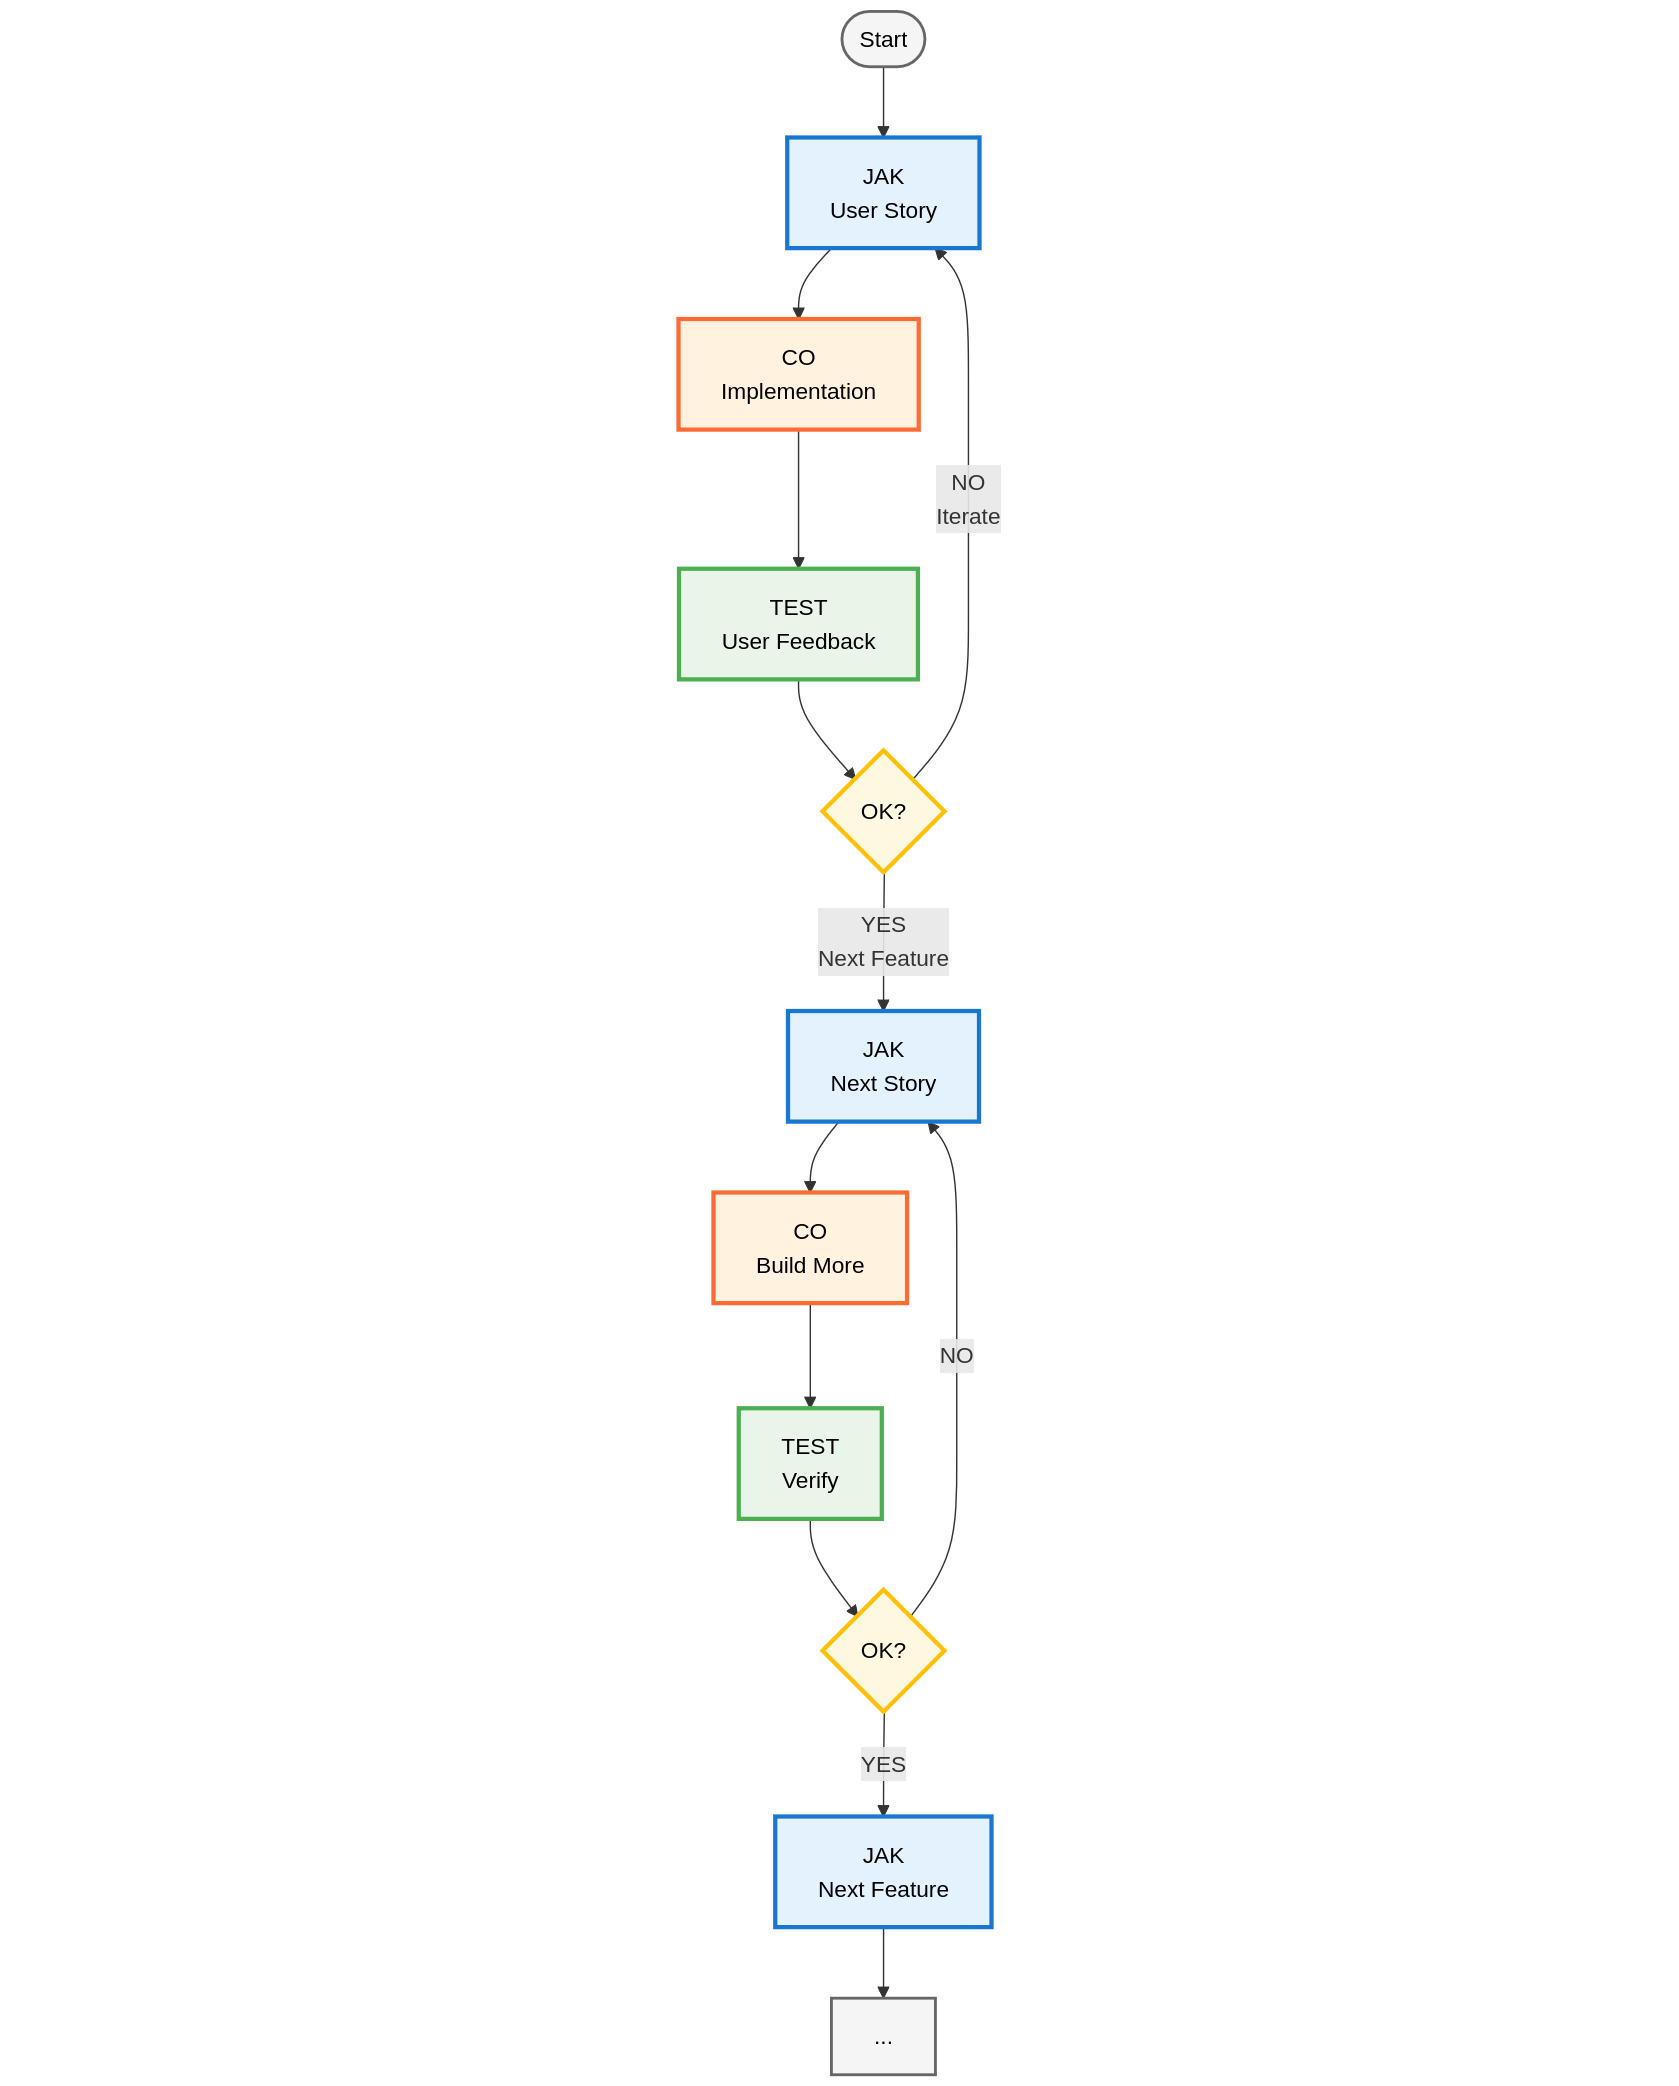 Start
JAK
User Story
CO
Implementation
NO
Iterate
TEST
User Feedback
OK?
YES
Next Feature
JAK
Next Story
CO
Build More
NO
TEST
Verify
OK?
YES
JAK
Next Feature
...